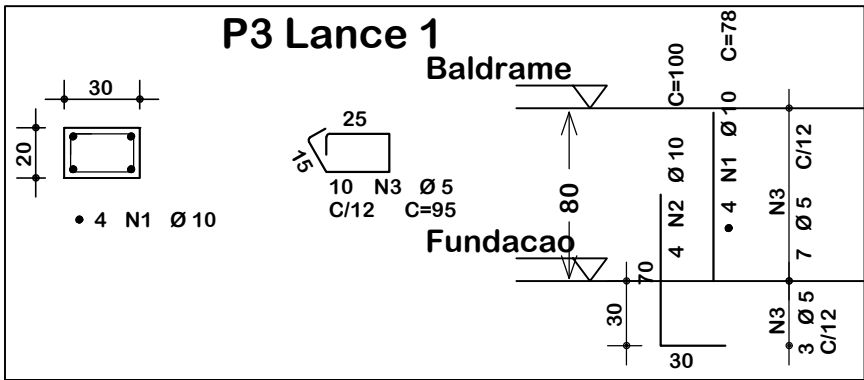 P3 Lance 1
Baldrame
30
20
• 4 N1 Ø 10
25
15
10 N3 Ø 5
C/12 C=95
Fundacao
80
30
70
30
4 N2 Ø 10 C=100
• 4 N1 Ø 10 C=78
N3
7 Ø 5 C/12
N3
3 Ø 5
C/12